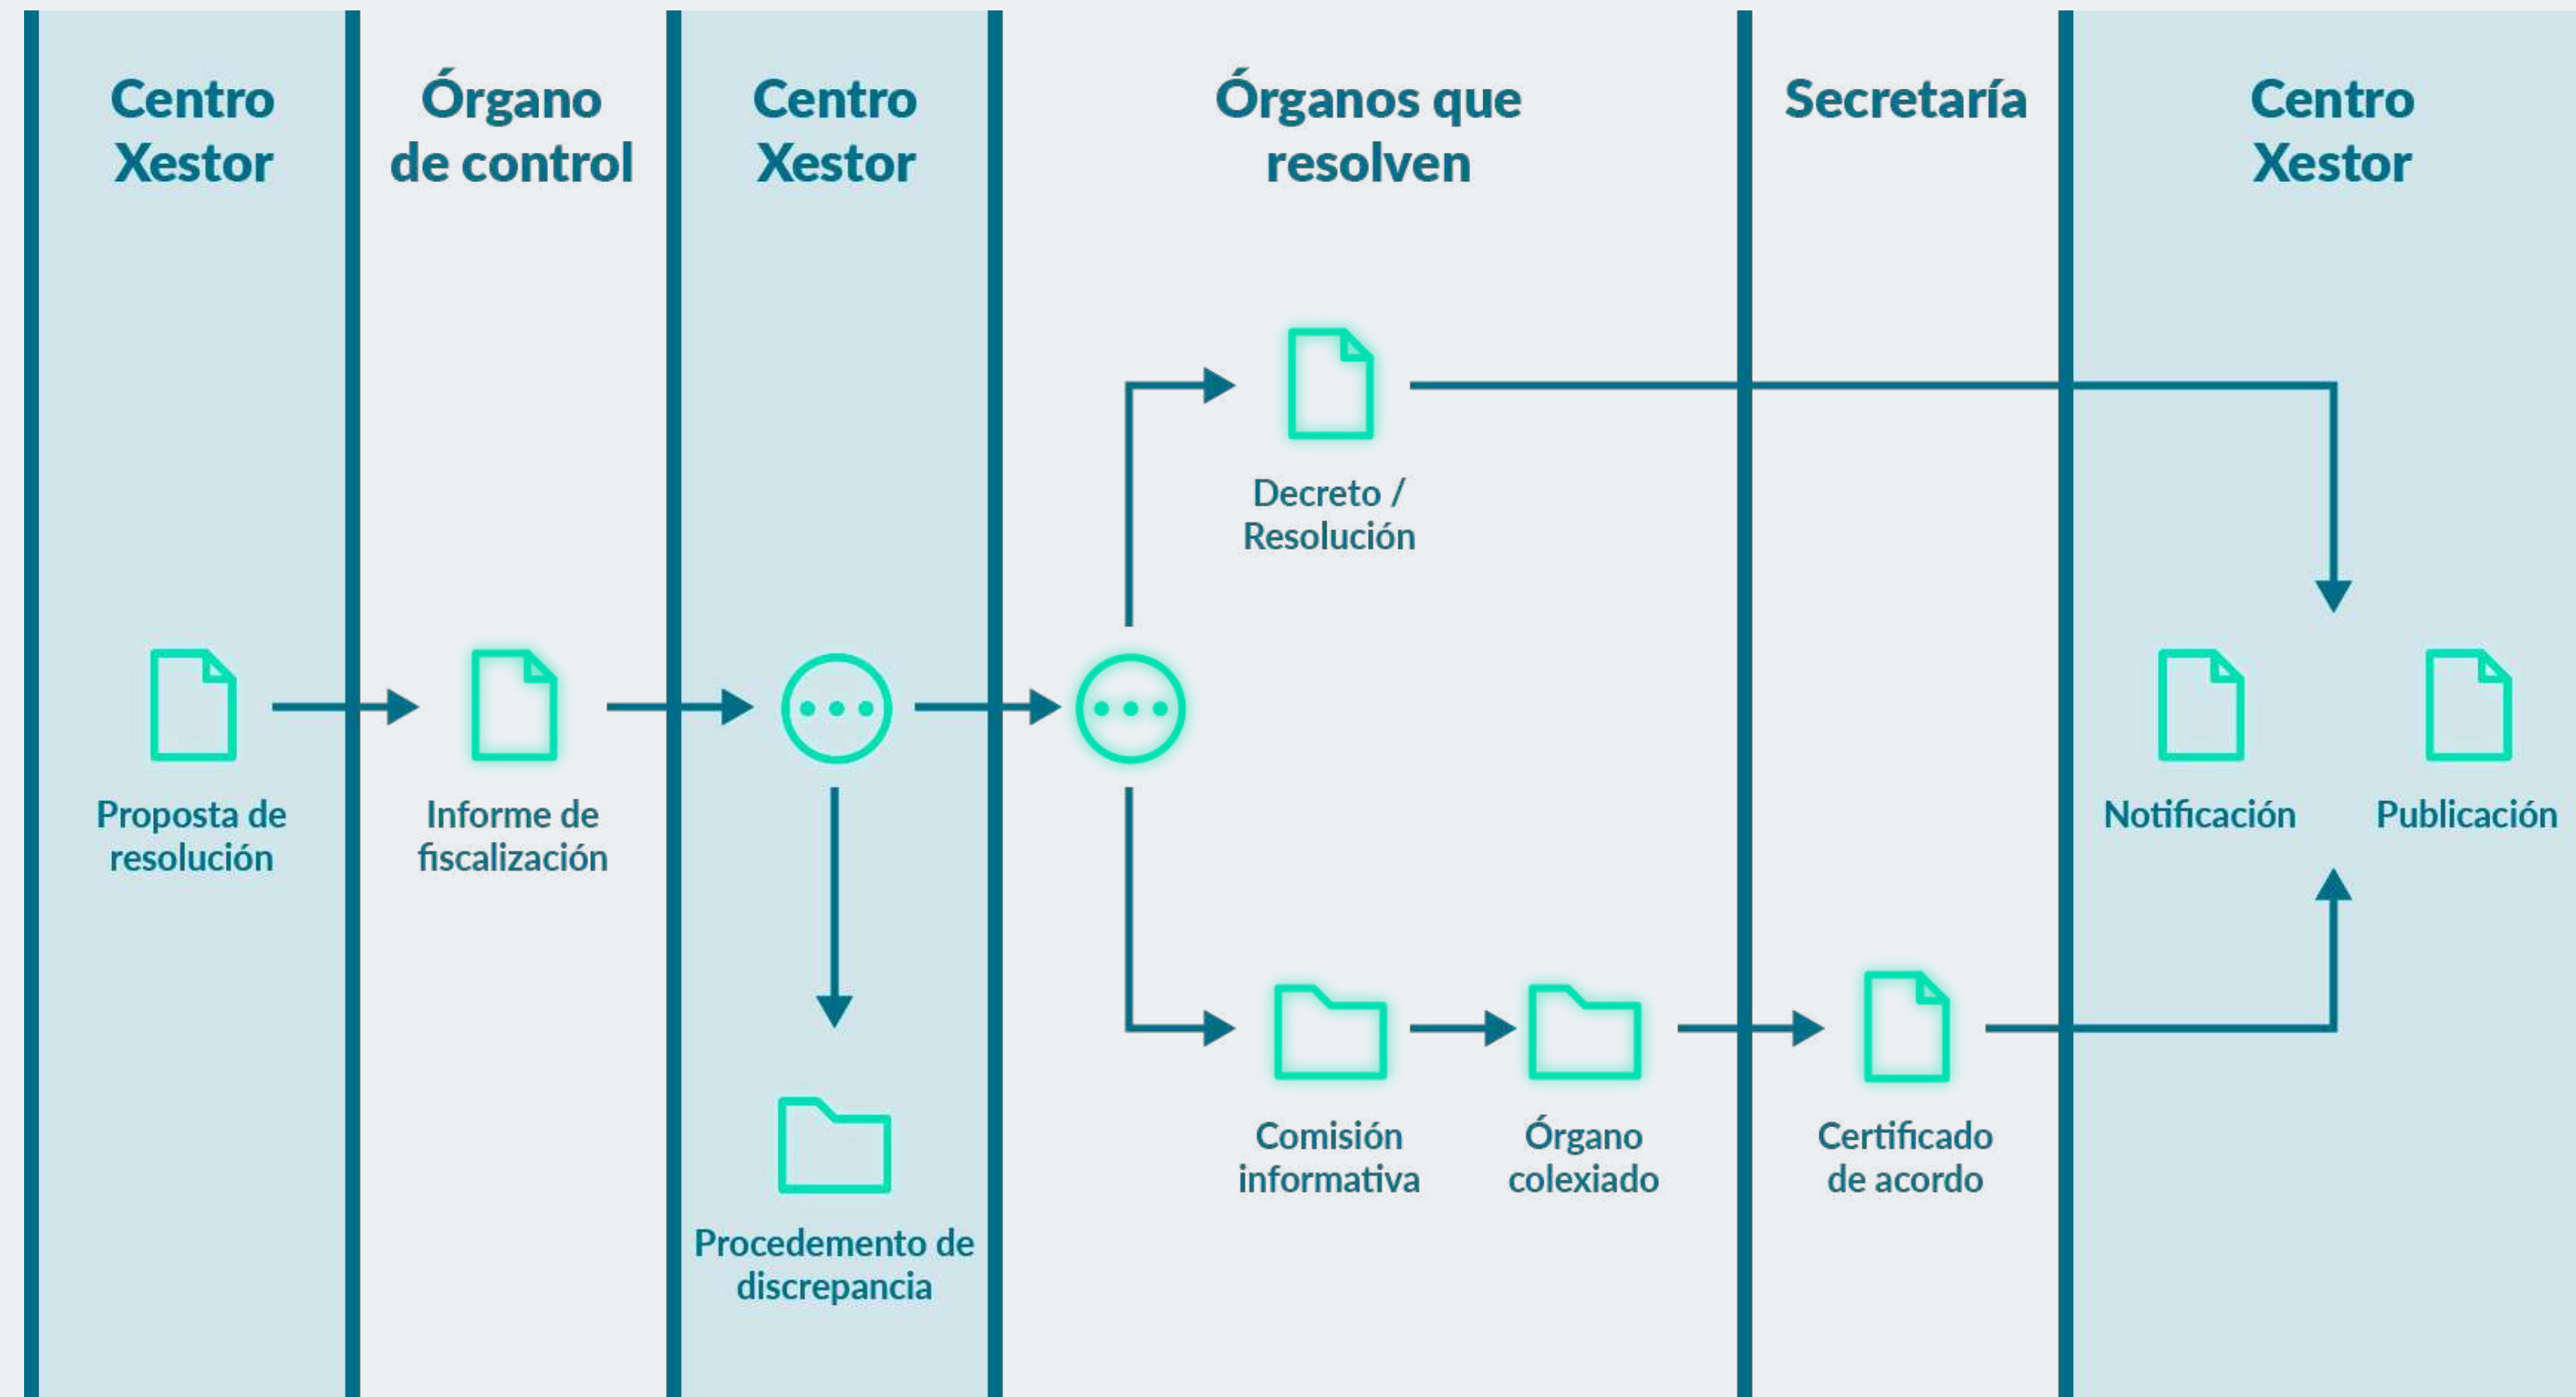 Centro
Xestor
Órgano
de control
Centro
Xestor
Órganos que
resolven
Secretaría
Centro
Xestor
Decreto /
Resolución
Proposta de
resolución
Informe de
fiscalización
Notificación
Publicación
Comisión
informativa
Órgano
colexiado
Certificado
de acordo
Procedemento de
discrepancia